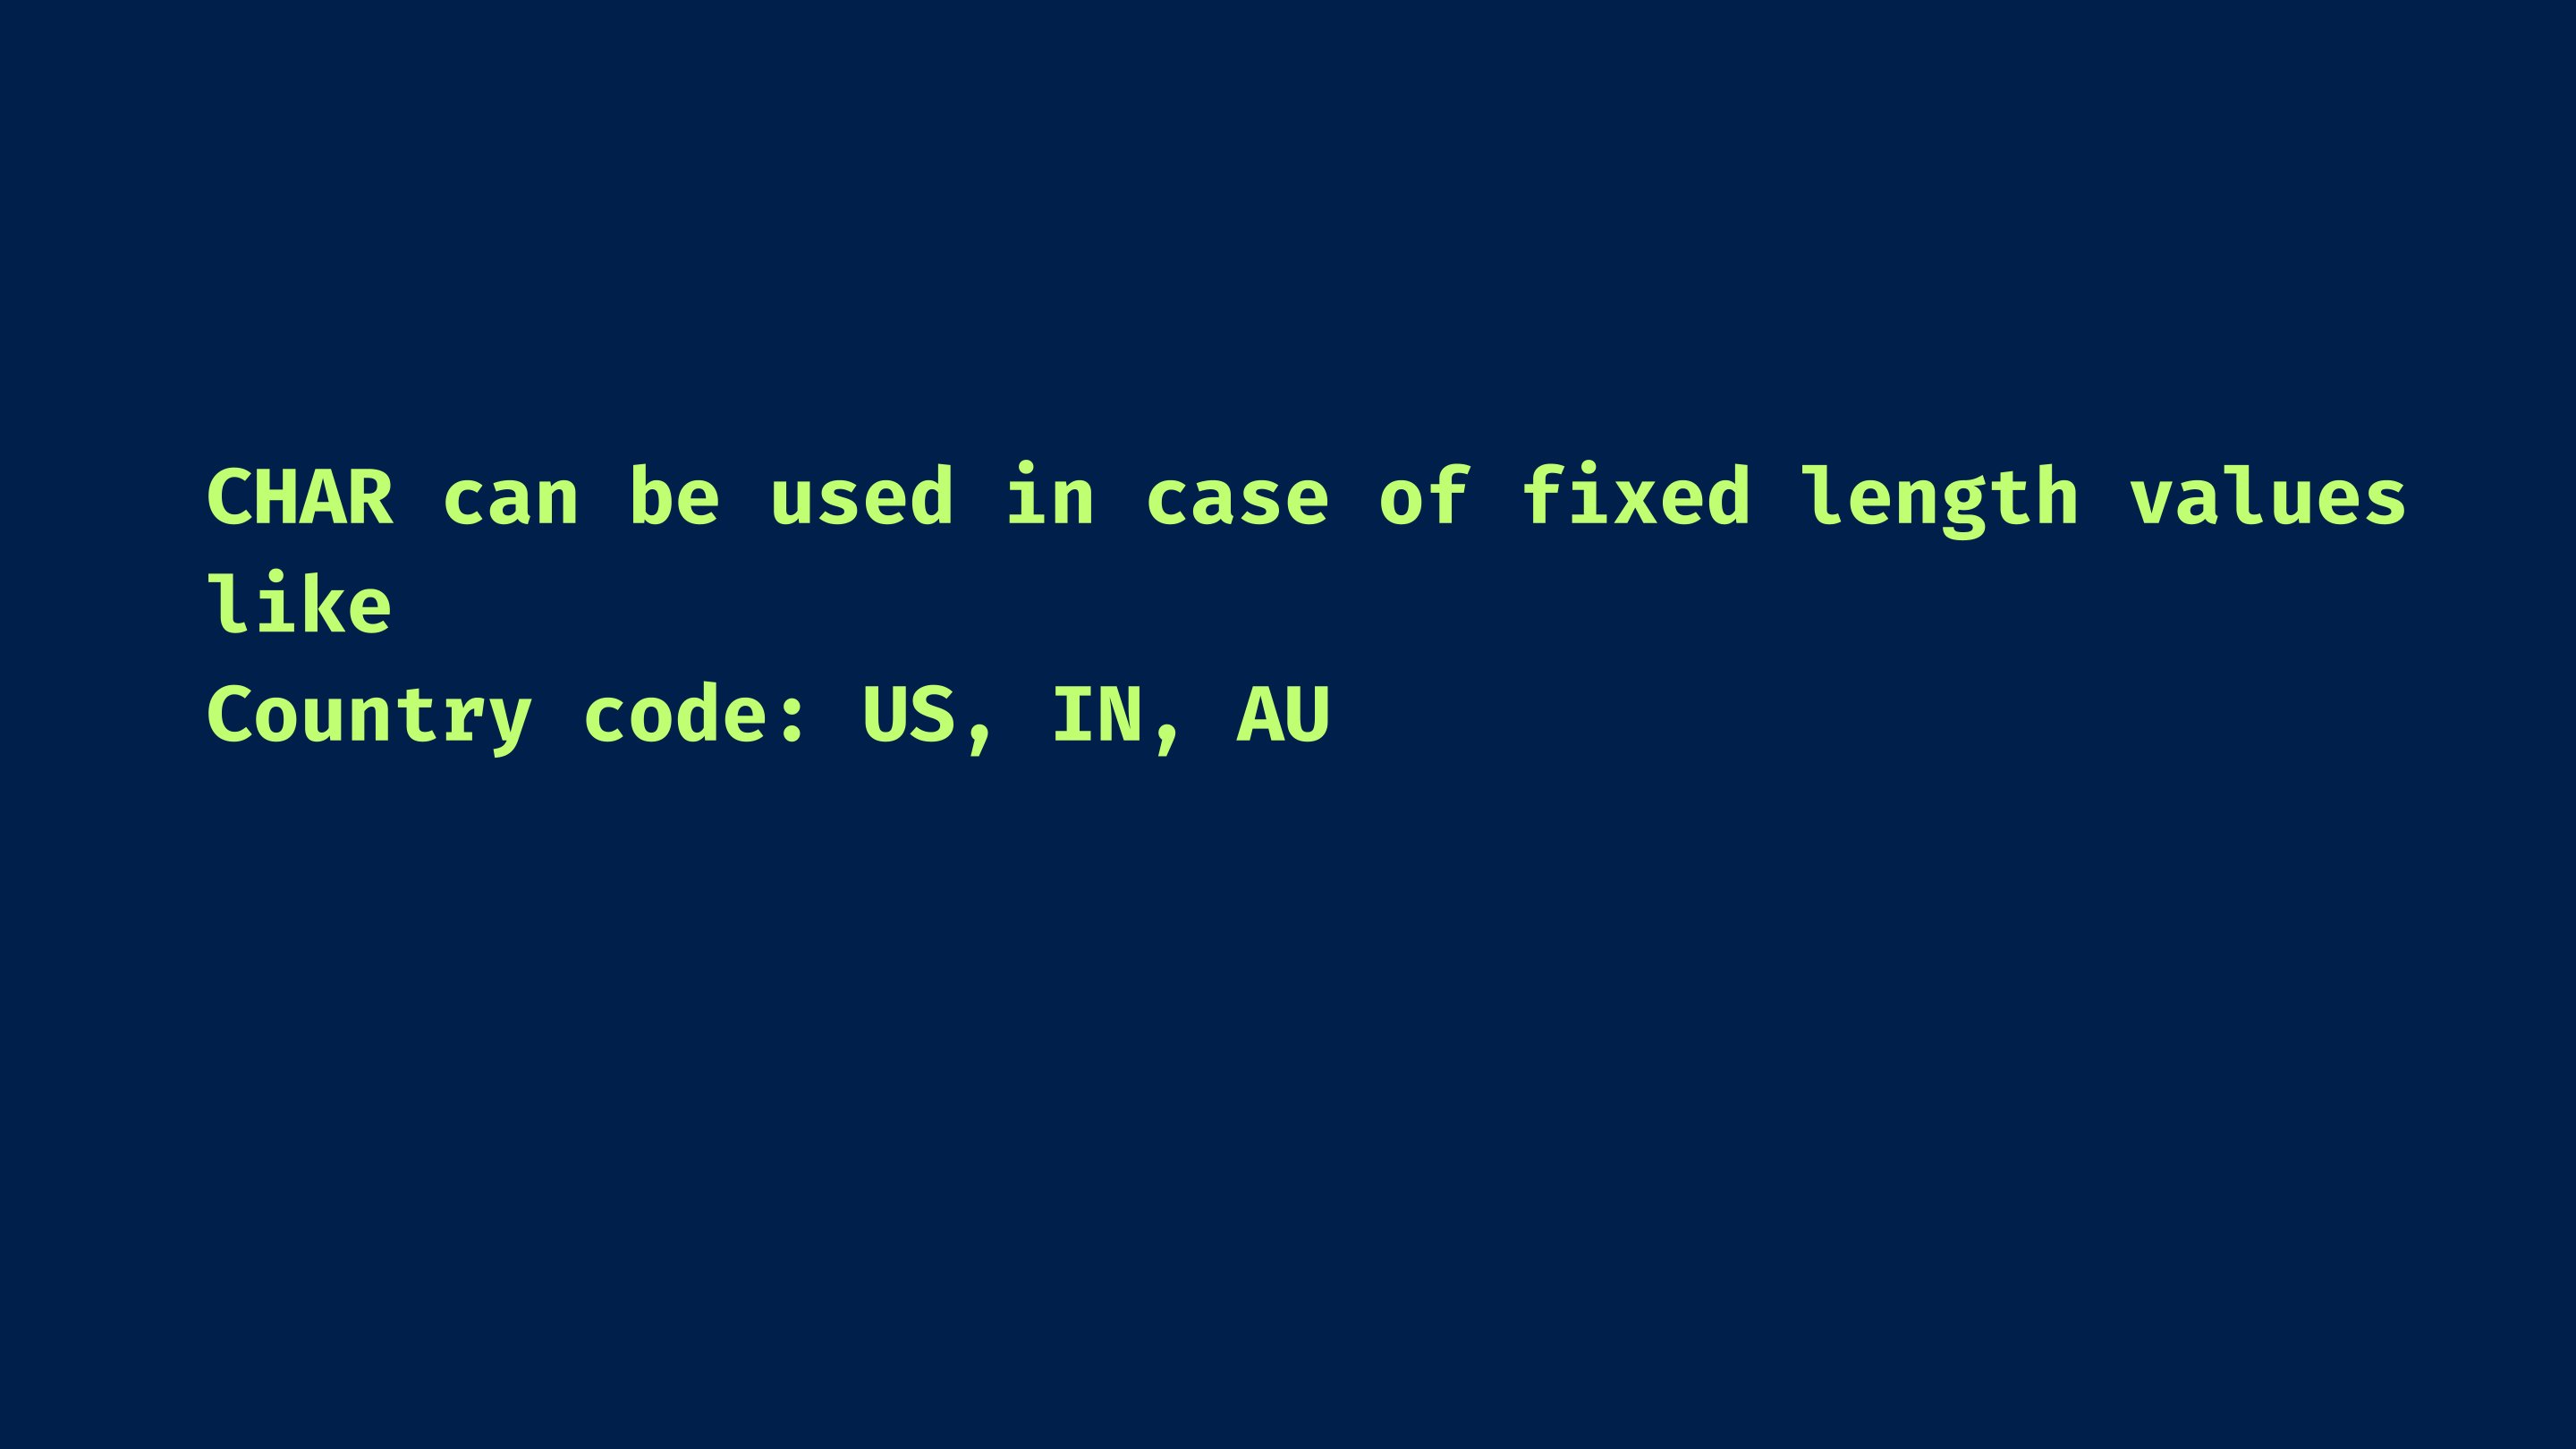 CHAR can be used in case of fixed length values
like
Country code: US, IN, AU